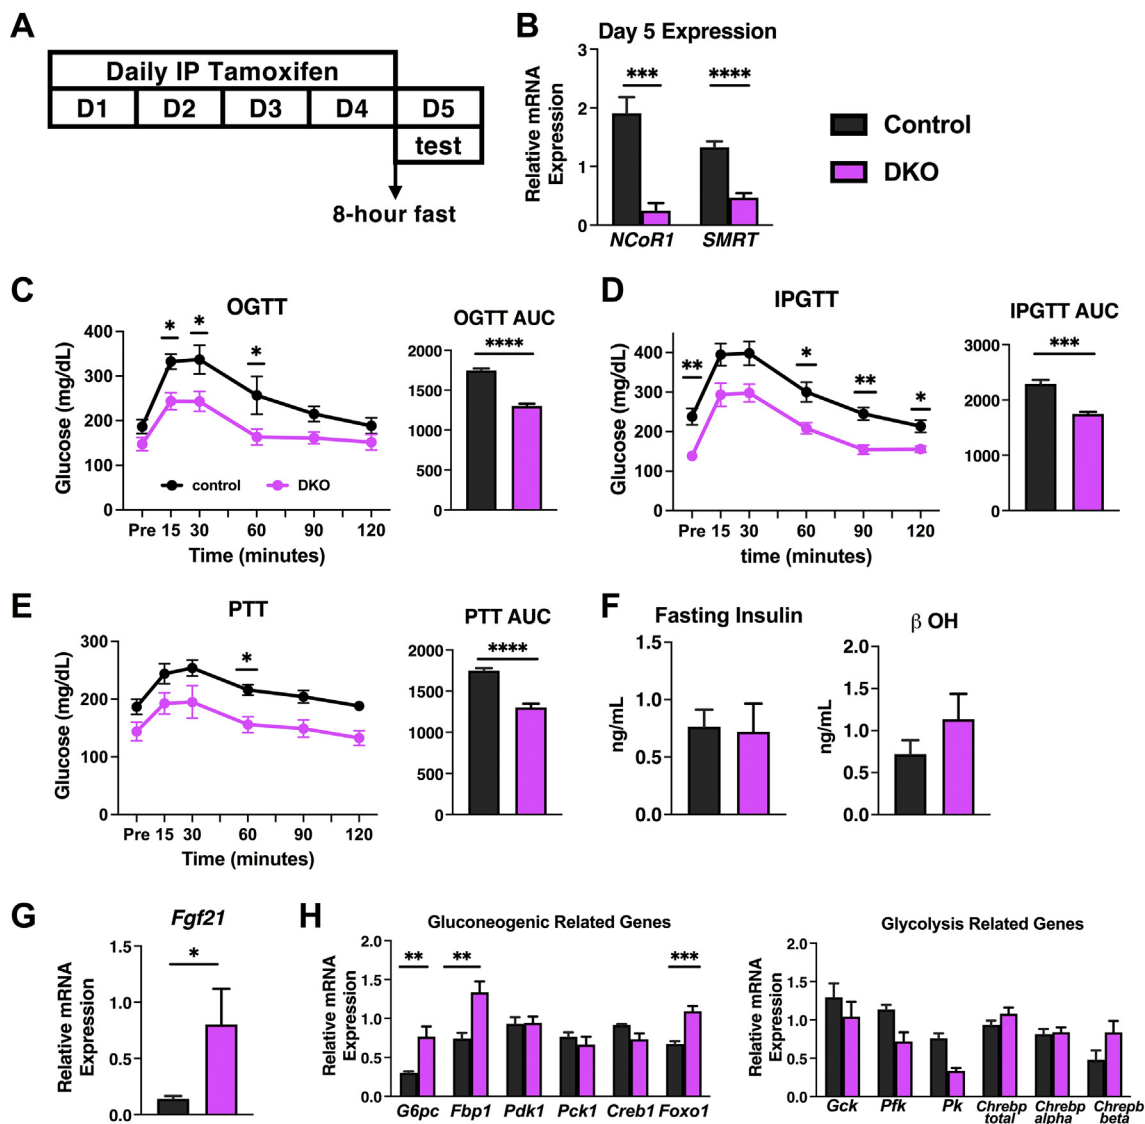 A
Daily IP Tamoxifen
D1 D2 D3 D4 D5
test
8-hour fast
B
Day 5 Expression
Relative mRNA
Expression
3
2
1
0
*** ****
NCoR1 SMRT
Control
DKO
C
OGTT
Glucose (mg/dL)
400
300
200
100
0
* * *
control DKO
Pre 15 30 60 90 120
Time (minutes)
OGTT AUC
2000
1500
1000
500
0
****
D
IPGTT
Glucose (mg/dL)
400
300
200
100
0
** * ** *
Pre 15 30 60 90 120
time (minutes)
IPGTT AUC
3000
2000
1000
0
***
E
PTT
Glucose (mg/dL)
300
200
100
0
*
Pre 15 30 60 90 120
Time (minutes)
PTT AUC
2000
1500
1000
500
0
****
F
Fasting Insulin
ng/mL
1.5
1.0
0.5
0.0
β OH
ng/mL
2.0
1.5
1.0
0.5
0.0
G
Fgf21
Relative mRNA
Expression
1.5
1.0
0.5
0.0
*
H
Gluconeogenic Related Genes
Relative mRNA
Expression
2.0
1.5
1.0
0.5
0.0
** ** ***
G6pc Fbp1 Pdk1 Pck1 Creb1 Foxo1
Glycolysis Related Genes
Relative mRNA
Expression
2.0
1.5
1.0
0.5
0.0
Gck Pfk Pk Chrebp Chrebp Chrepb
total alpha beta